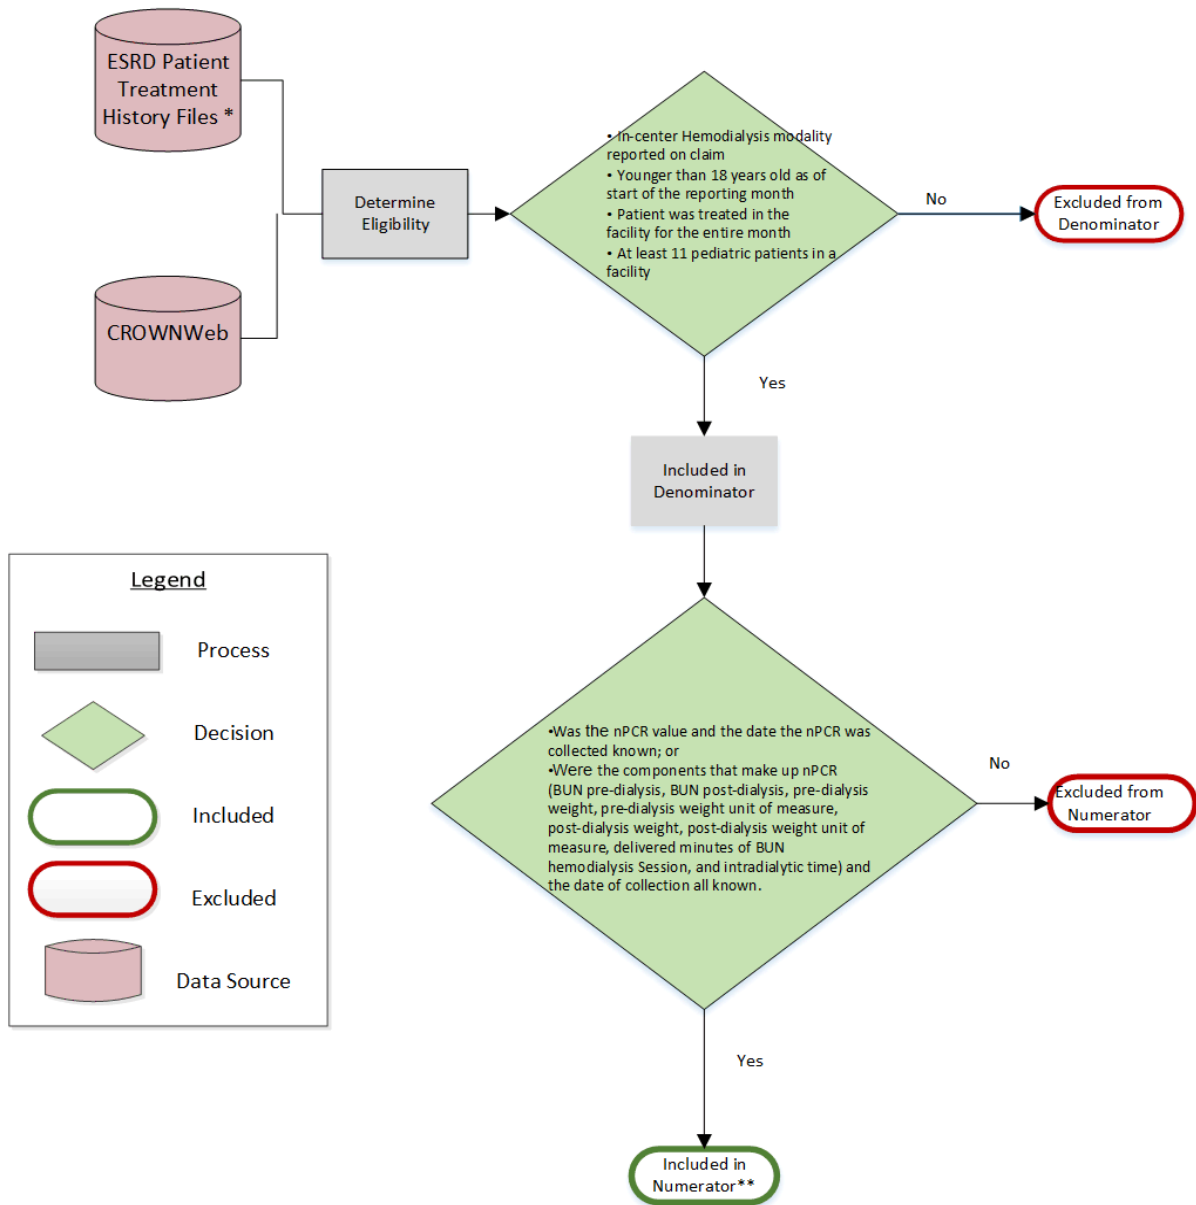 ESRD Patient
Treatment
History Files *
CROWNWeb
Determine
Eligibility
• In-center Hemodialysis modality
reported on claim
• Younger than 18 years old as of
start of the reporting month
• Patient was treated in the
facility for the entire month
• At least 11 pediatric patients in a
facility
No
Excluded from
Denominator
Yes
Included in
Denominator
•Was the nPCR value and the date the nPCR was
collected known; or
•Were the components that make up nPCR
(BUN pre-dialysis, BUN post-dialysis, pre-dialysis
weight, pre-dialysis weight unit of measure,
post-dialysis weight, post-dialysis weight unit of
measure, delivered minutes of BUN
hemodialysis Session, and intradialytic time) and
the date of collection all known.
No
Excluded from
Numerator
Yes
Included in
Numerator**
Legend
Process
Decision
Included
Excluded
Data Source